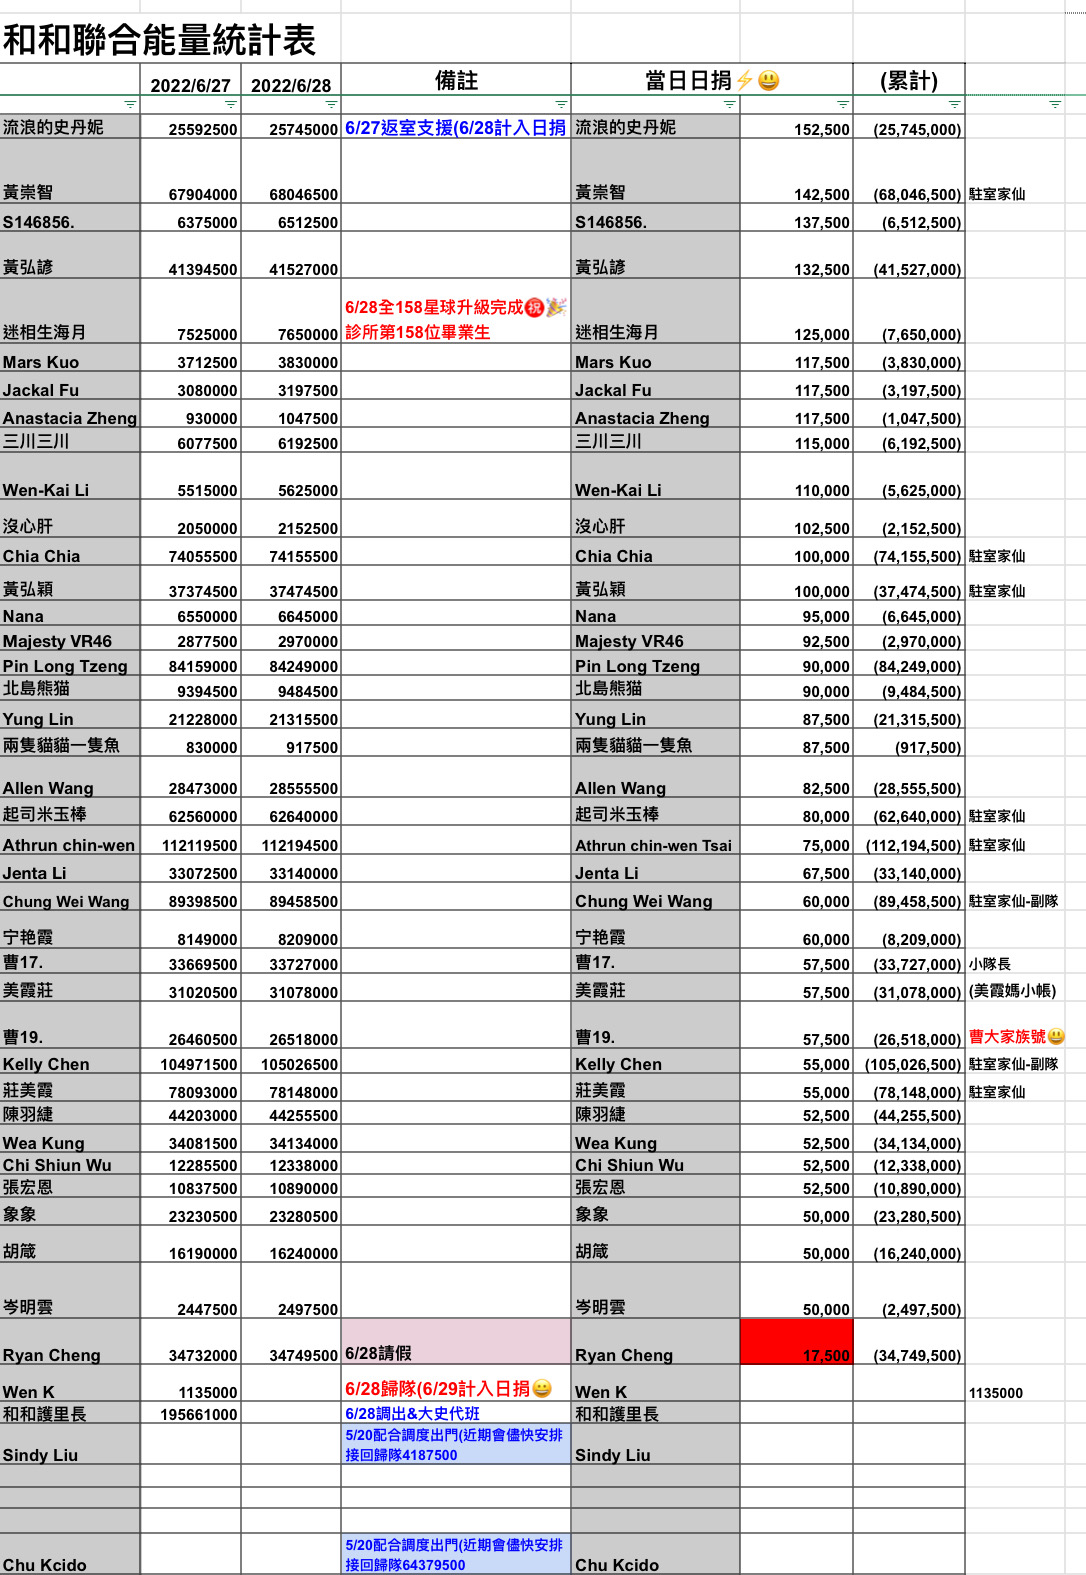 和和聯合能量統計表
2022/6/27 2022/6/28 備註 當日日捐⚡😃 (累計)
流浪的史丹妮 25592500 25745000 6/27返室支援(6/28計入日捐 流浪的史丹妮 152,500 (25,745,000)
黃崇智 67904000 68046500 黃崇智 142,500 (68,046,500) 駐室家仙
S146856. 6375000 6512500 S146856. 137,500 (6,512,500)
黃弘諺 41394500 41527000 黃弘諺 132,500 (41,527,000)
6/28全158星球升級完成㊗️🎉
迷相生海月 7525000 7650000 診所第158位畢業生 迷相生海月 125,000 (7,650,000)
Mars Kuo 3712500 3830000 Mars Kuo 117,500 (3,830,000)
Jackal Fu 3080000 3197500 Jackal Fu 117,500 (3,197,500)
Anastacia Zheng 930000 1047500 Anastacia Zheng 117,500 (1,047,500)
三川三川 6077500 6192500 三川三川 115,000 (6,192,500)
Wen-Kai Li 5515000 5625000 Wen-Kai Li 110,000 (5,625,000)
沒心肝 2050000 2152500 沒心肝 102,500 (2,152,500)
Chia Chia 74055500 74155500 Chia Chia 100,000 (74,155,500) 駐室家仙
黃弘穎 37374500 37474500 黃弘穎 100,000 (37,474,500) 駐室家仙
Nana 6550000 6645000 Nana 95,000 (6,645,000)
Majesty VR46 2877500 2970000 Majesty VR46 92,500 (2,970,000)
Pin Long Tzeng 84159000 84249000 Pin Long Tzeng 90,000 (84,249,000)
北島熊猫 9394500 9484500 北島熊猫 90,000 (9,484,500)
Yung Lin 21228000 21315500 Yung Lin 87,500 (21,315,500)
兩隻貓貓一隻魚 830000 917500 兩隻貓貓一隻魚 87,500 (917,500)
Allen Wang 28473000 28555500 Allen Wang 82,500 (28,555,500)
起司米玉棒 62560000 62640000 起司米玉棒 80,000 (62,640,000) 駐室家仙
Athrun chin-wen 112119500 112194500 Athrun chin-wen Tsai 75,000 (112,194,500) 駐室家仙
Jenta Li 33072500 33140000 Jenta Li 67,500 (33,140,000)
Chung Wei Wang 89398500 89458500 Chung Wei Wang 60,000 (89,458,500) 駐室家仙-副隊
宁艳霞 8149000 8209000 宁艳霞 60,000 (8,209,000)
曹17. 33669500 33727000 曹17. 57,500 (33,727,000) 小隊長
美霞莊 31020500 31078000 美霞莊 57,500 (31,078,000) (美霞媽小帳)
曹19. 26460500 26518000 曹19. 57,500 (26,518,000) 曹大家族號😃
Kelly Chen 104971500 105026500 Kelly Chen 55,000 (105,026,500) 駐室家仙-副隊
莊美霞 78093000 78148000 莊美霞 55,000 (78,148,000) 駐室家仙
陳羽緁 44203000 44255500 陳羽緁 52,500 (44,255,500)
Wea Kung 34081500 34134000 Wea Kung 52,500 (34,134,000)
Chi Shiun Wu 12285500 12338000 Chi Shiun Wu 52,500 (12,338,000)
張宏恩 10837500 10890000 張宏恩 52,500 (10,890,000)
象象 23230500 23280500 象象 50,000 (23,280,500)
胡箴 16190000 16240000 胡箴 50,000 (16,240,000)
岑明雲 2447500 2497500 岑明雲 50,000 (2,497,500)
Ryan Cheng 34732000 34749500 6/28請假 Ryan Cheng 17,500 (34,749,500)
Wen K 1135000 6/28歸隊(6/29計入日捐😄 Wen K 1135000
和和護里長 195661000 6/28調出&大史代班 和和護里長
5/20配合調度出門(近期會儘快安排
Sindy Liu 接回歸隊4187500 Sindy Liu
5/20配合調度出門(近期會儘快安排
Chu Kcido 接回歸隊64379500 Chu Kcido